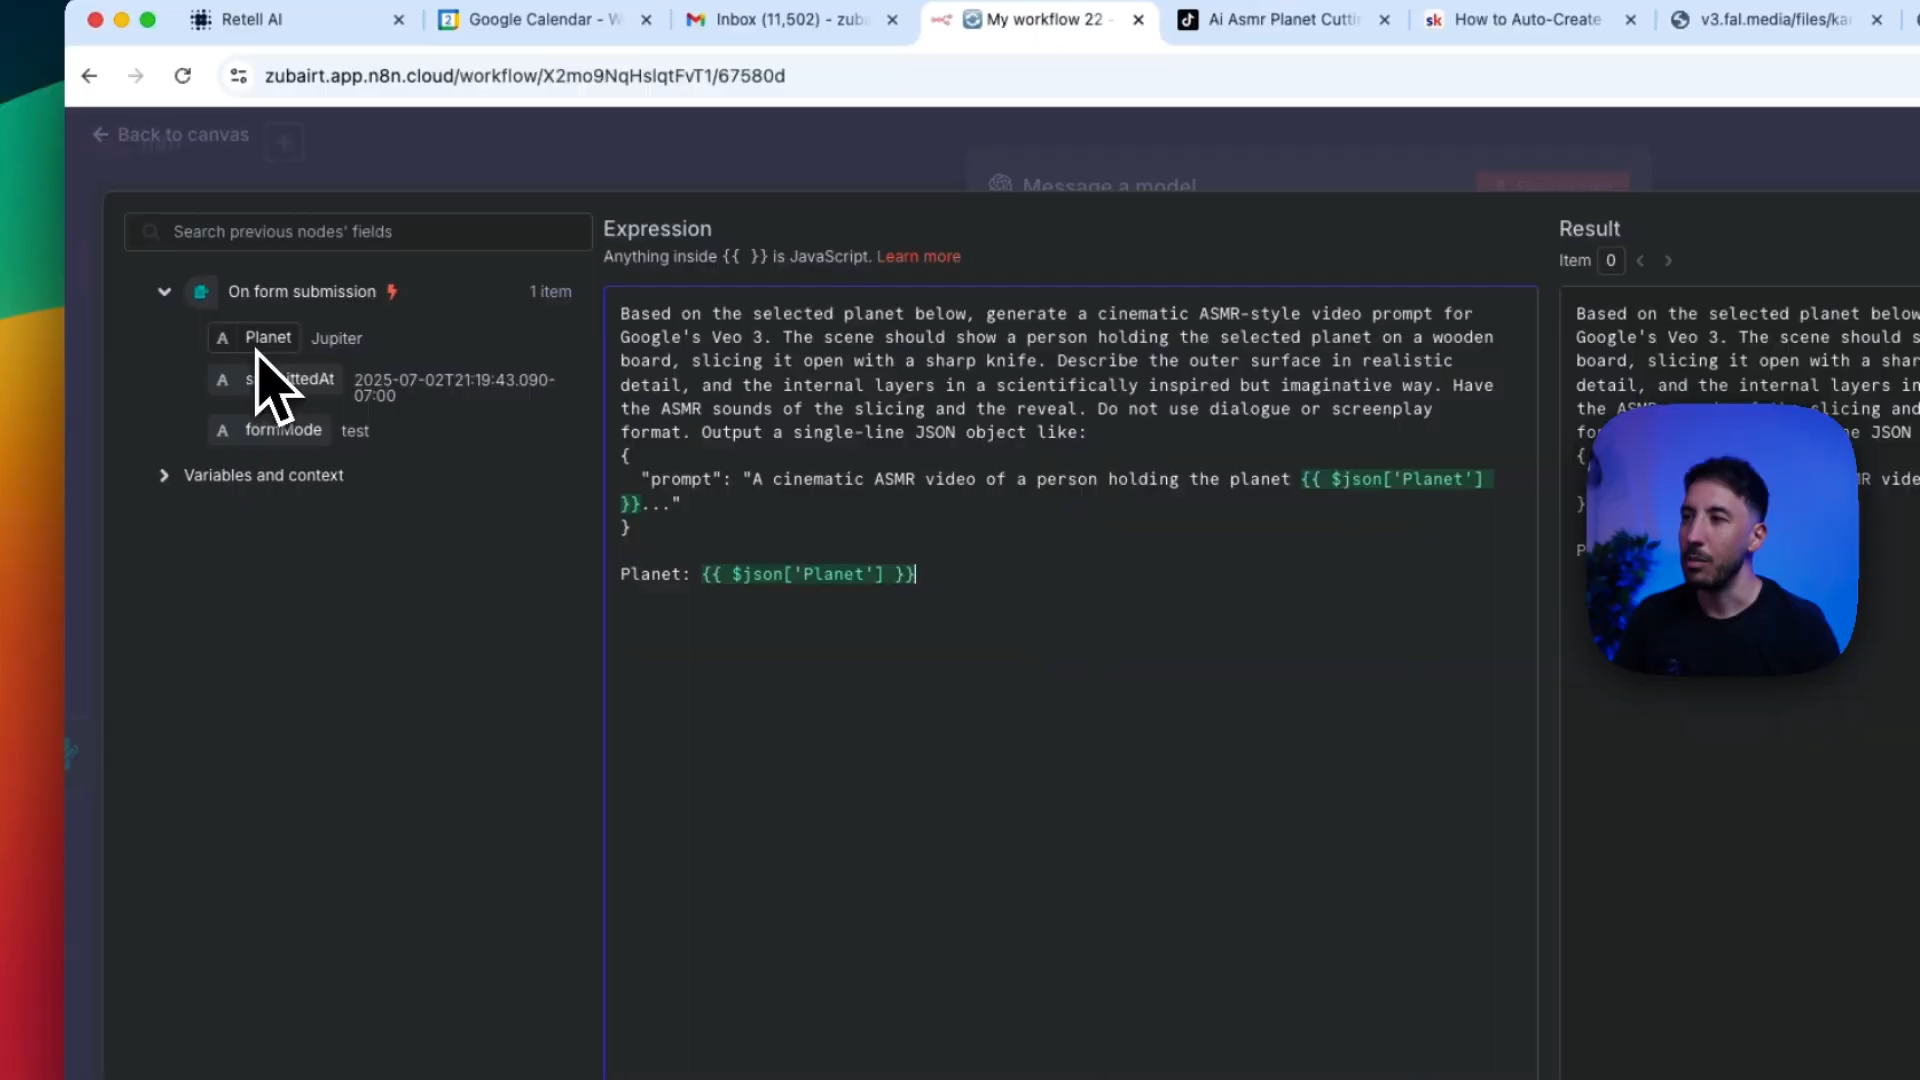 Retell AI
Google Calendar - W
Inbox (11,502) - zub
My workflow 22 -
Ai Asmr Planet Cutti
sk How to Auto-Create
v3.fal.media/files/ka
zubairt.app.n8n.cloud/workflow/X2mo9NqHslqtFvT1/67580d
Back to canvas
Message a model
Search previous nodes' fields
Expression
Anything inside {{ }} is JavaScript. Learn more
Result
Item 0
On form submission 1 item
A Planet Jupiter
A s ittedAt 2025-07-02T21:19:43.090-
07:00
A formMode test
Variables and context
Based on the selected planet below, generate a cinematic ASMR-style video prompt for
Google's Veo 3. The scene should show a person holding the selected planet on a wooden
board, slicing it open with a sharp knife. Describe the outer surface in realistic
detail, and the internal layers in a scientifically inspired but imaginative way. Have
the ASMR sounds of the slicing and the reveal. Do not use dialogue or screenplay
format. Output a single-line JSON object like:
{
"prompt": "A cinematic ASMR video of a person holding the planet {{ $json['Planet']
}}..."
}
Planet: {{ $json['Planet'] }}
Based on the selected planet below
Google's Veo 3. The scene should s
board, slicing it open with a shar
detail, and the internal layers in
the ASMR slicing and
fo e JSON
{
MR vide
}
P